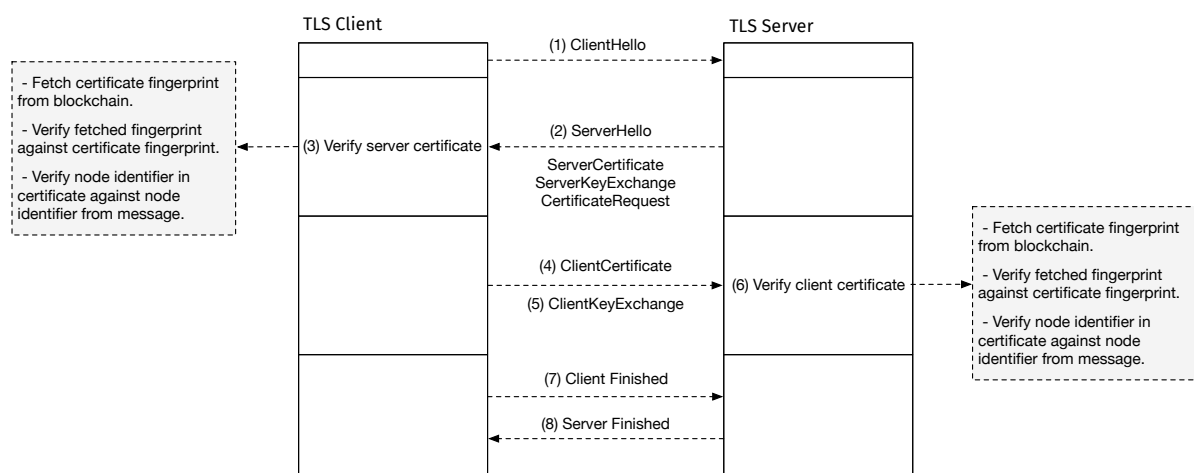 TLS Client
TLS Server
(1) ClientHello
- Fetch certificate fingerprint
from blockchain.
- Verify fetched fingerprint
against certificate fingerprint.
- Verify node identifier in
certificate against node
identifier from message.
(3) Verify server certificate
(2) ServerHello
ServerCertificate
ServerKeyExchange
CertificateRequest
(4) ClientCertificate
(5) ClientKeyExchange
(6) Verify client certificate
- Fetch certificate fingerprint
from blockchain.
- Verify fetched fingerprint
against certificate fingerprint.
- Verify node identifier in
certificate against node
identifier from message.
(7) Client Finished
(8) Server Finished